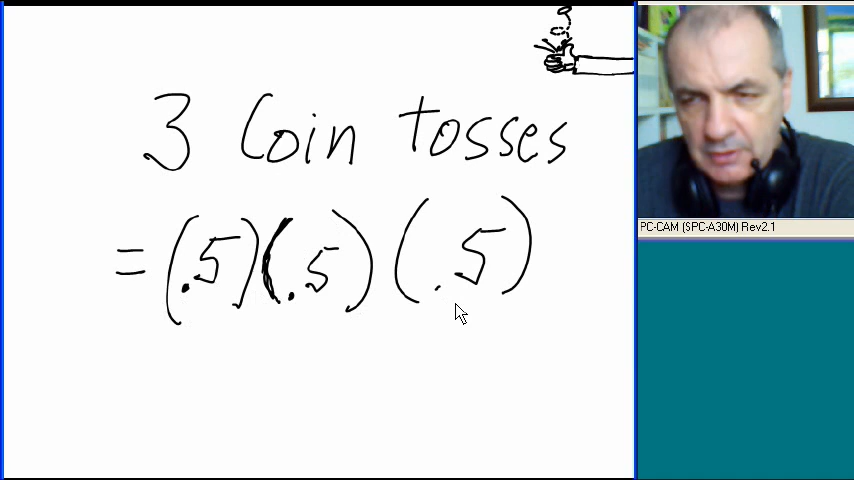 3 Coin tosses
= (.5)(.5)(.5)
PC-CAM (SPC-A30M) Rev2.1